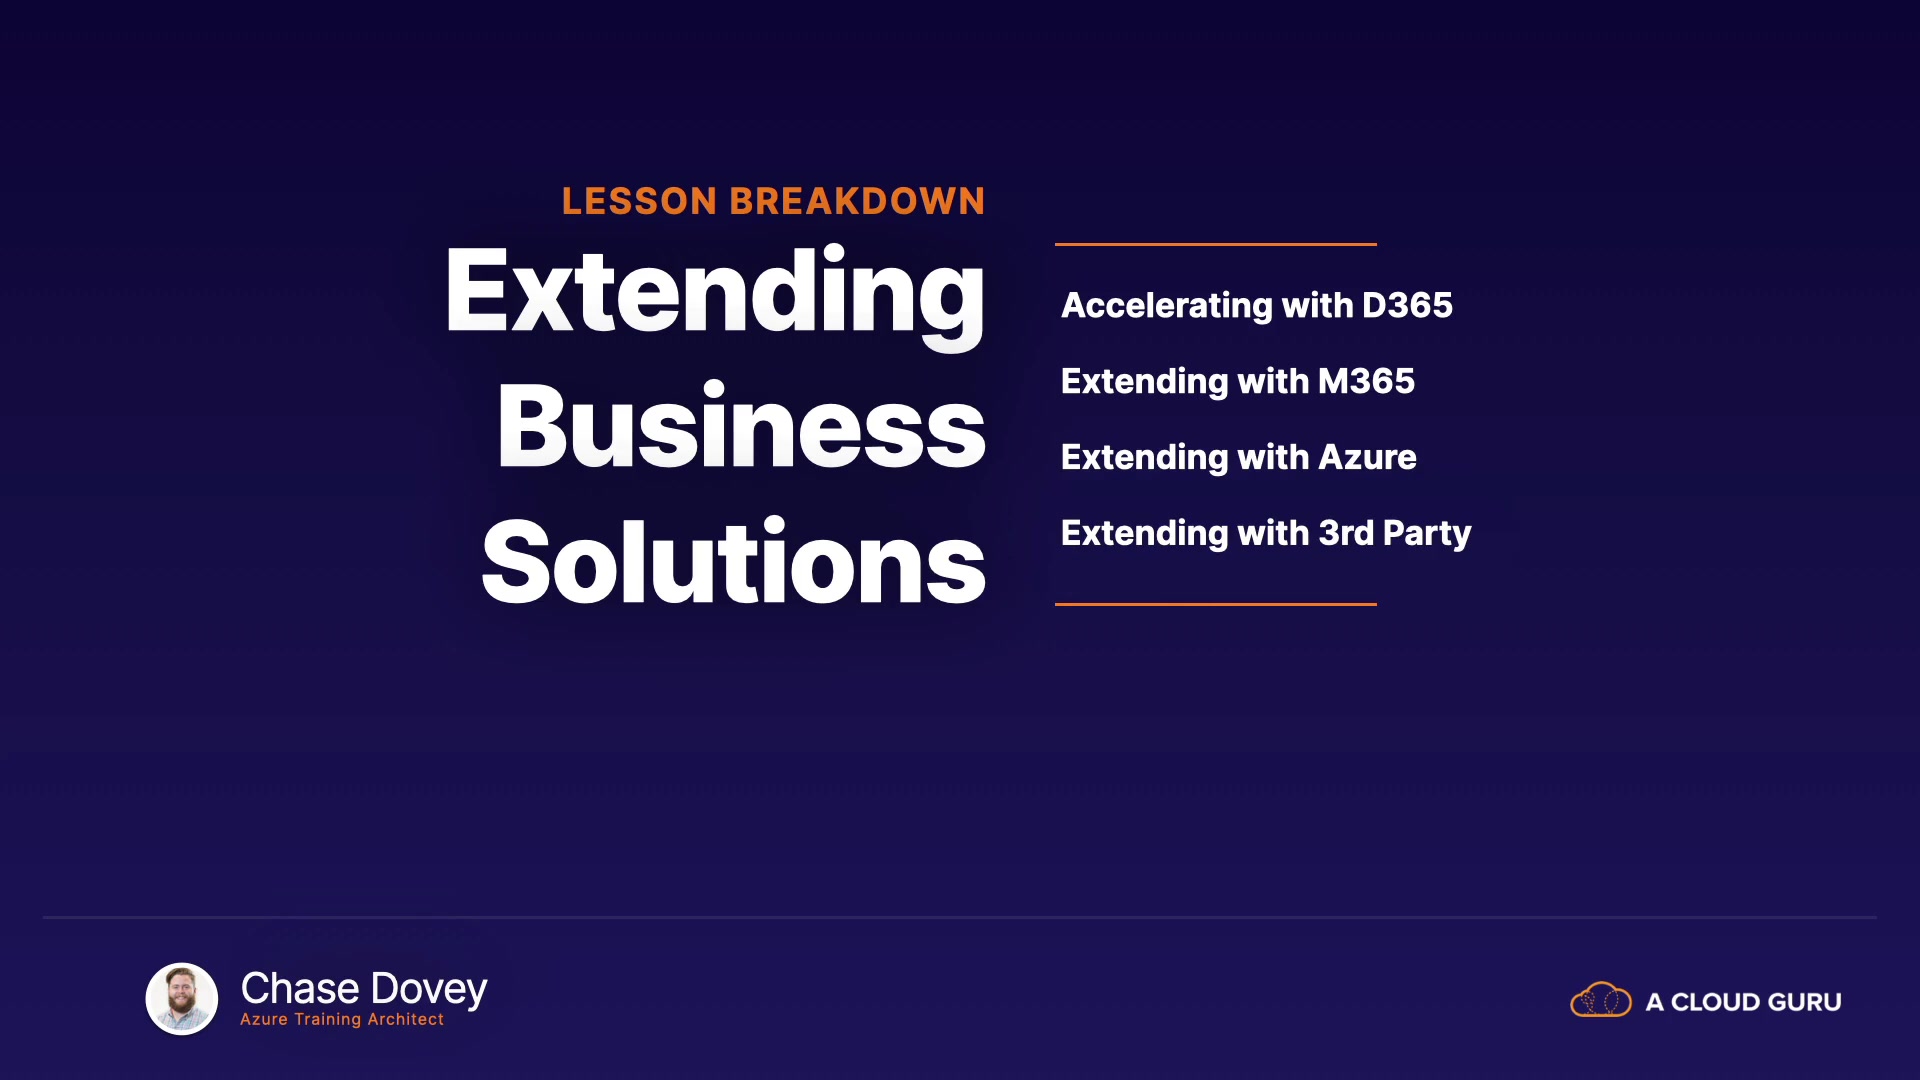 LESSON BREAKDOWN
Extending
Business
Solutions
Accelerating with D365
Extending with M365
Extending with Azure
Extending with 3rd Party
Chase Dovey
Azure Training Architect
A CLOUD GURU